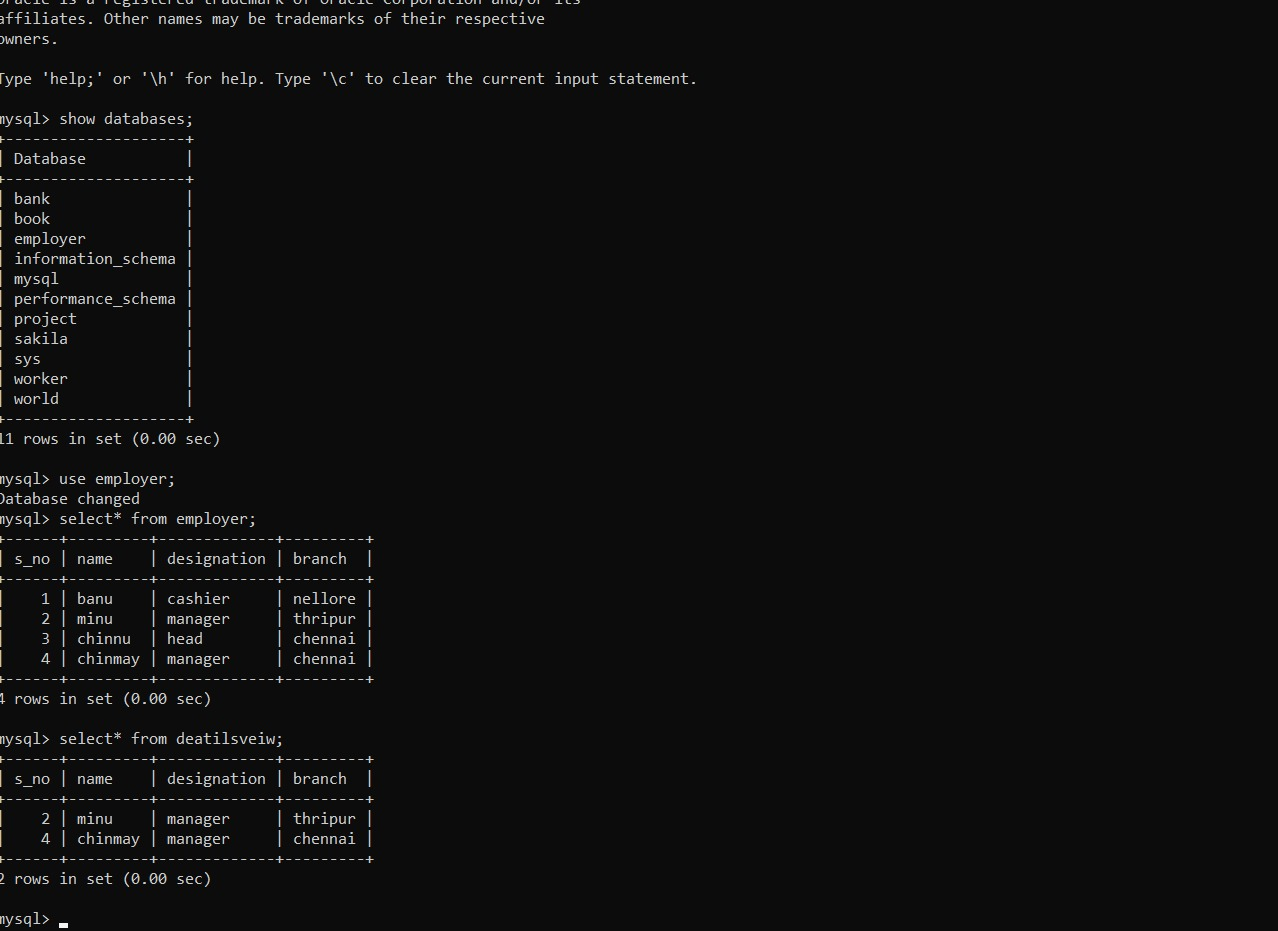 affiliates. Other names may be trademarks of their respective
owners.
Type 'help;' or '\h' for help. Type '\c' to clear the current input statement.
mysql> show databases;
+--------------------+
| Database           |
+--------------------+
| bank               |
| book               |
| employer           |
| information_schema |
| mysql              |
| performance_schema |
| project            |
| sakila             |
| sys                |
| worker             |
| world              |
+--------------------+
11 rows in set (0.00 sec)
mysql> use employer;
Database changed
mysql> select* from employer;
+------+---------+-------------+---------+
| s_no | name    | designation | branch  |
+------+---------+-------------+---------+
|    1 | banu    | cashier     | nellore |
|    2 | minu    | manager     | thripur |
|    3 | chinnu  | head        | chennai |
|    4 | chinmay | manager     | chennai |
+------+---------+-------------+---------+
4 rows in set (0.00 sec)
mysql> select* from deatilsveiw;
+------+---------+-------------+---------+
| s_no | name    | designation | branch  |
+------+---------+-------------+---------+
|    2 | minu    | manager     | thripur |
|    4 | chinmay | manager     | chennai |
+------+---------+-------------+---------+
2 rows in set (0.00 sec)
mysql>